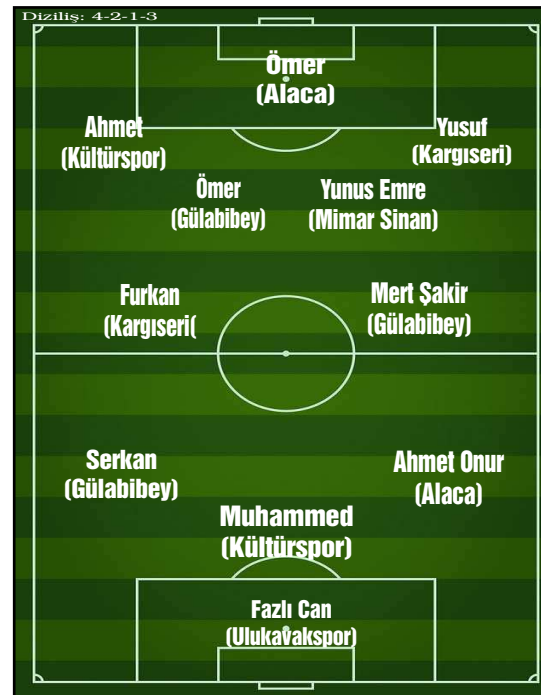 Diziliş: 4-2-1-3
Ömer
(Alaca)
Ahmet
(Kültürspor)
Yusuf
(Kargıseri)
Ömer
(Gülabibey)
Yunus Emre
(Mimar Sinan)
Furkan
(Kargıseri(
Mert Şakir
(Gülabibey)
Serkan
(Gülabibey)
Ahmet Onur
(Alaca)
Muhammed
(Kültürspor)
Fazlı Can
(Ulukavakspor)